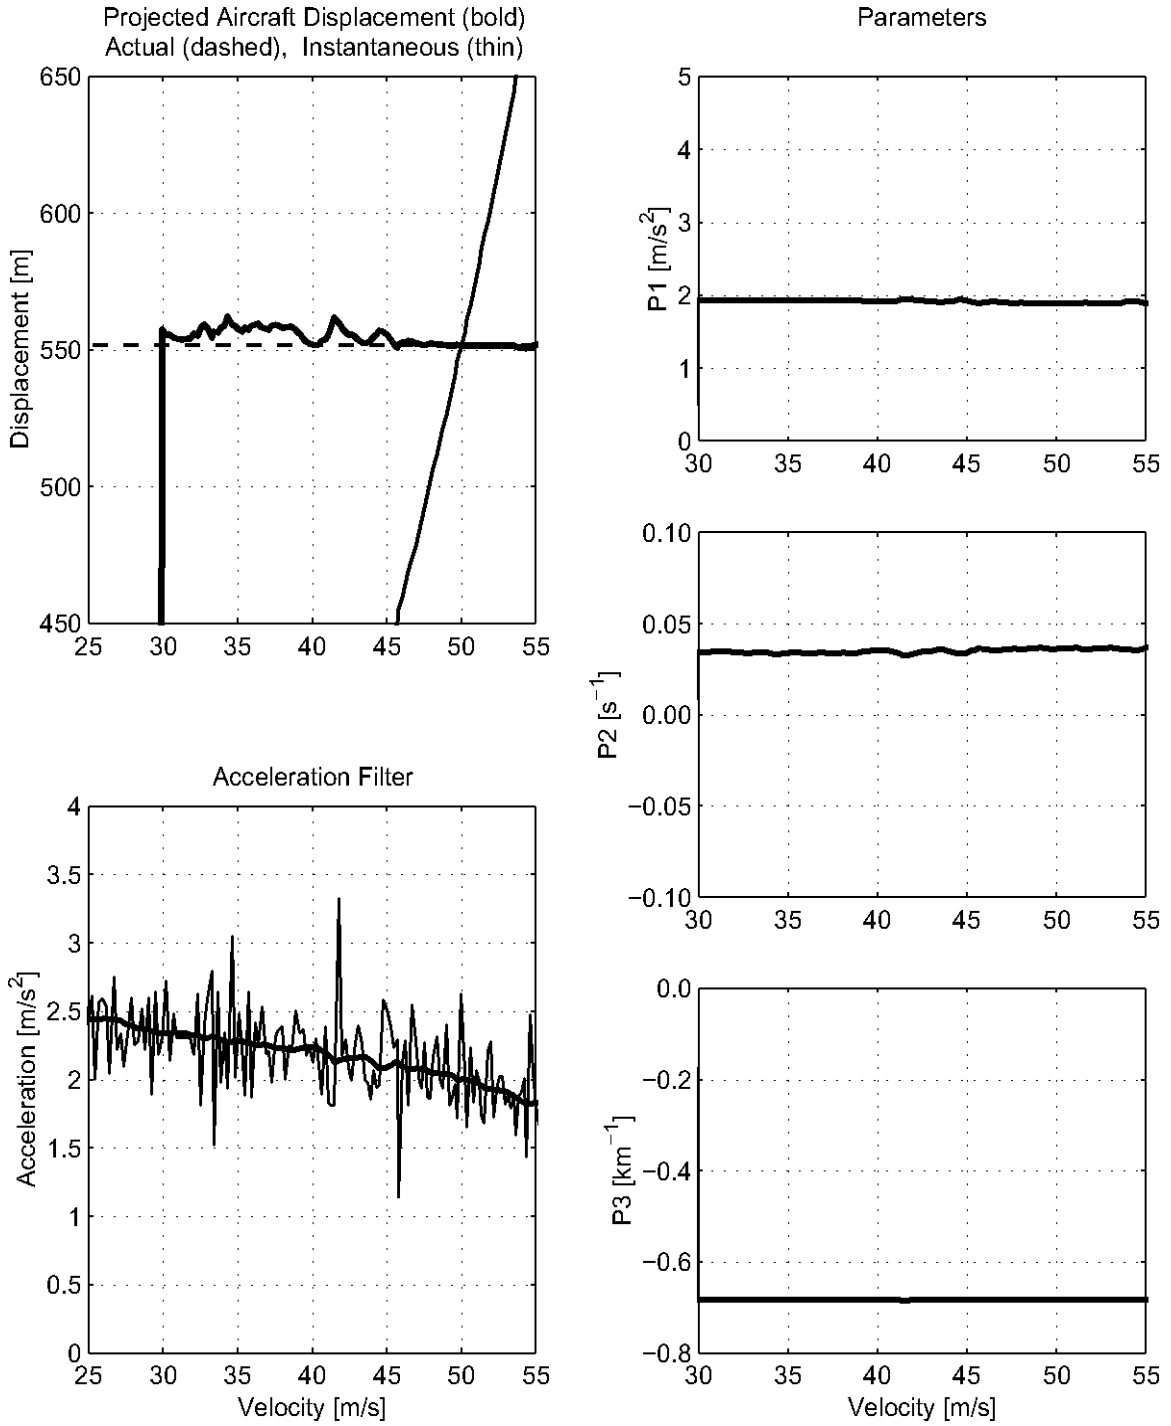 Projected Aircraft Displacement (bold)
Actual (dashed), Instantaneous (thin)
650
600
550
500
450
Displacement [m]
25 30 35 40 45 50 55
Acceleration Filter
4
3.5
3
2.5
2
1.5
1
0.5
0
Acceleration [m/s²]
25 30 35 40 45 50 55
Velocity [m/s]
Parameters
5
4
3
2
1
0
P1 [m/s²]
30 35 40 45 50 55
0.10
0.05
0.00
−0.05
−0.10
P2 [s⁻¹]
30 35 40 45 50 55
0.0
−0.2
−0.4
−0.6
−0.8
P3 [km⁻¹]
30 35 40 45 50 55
Velocity [m/s]